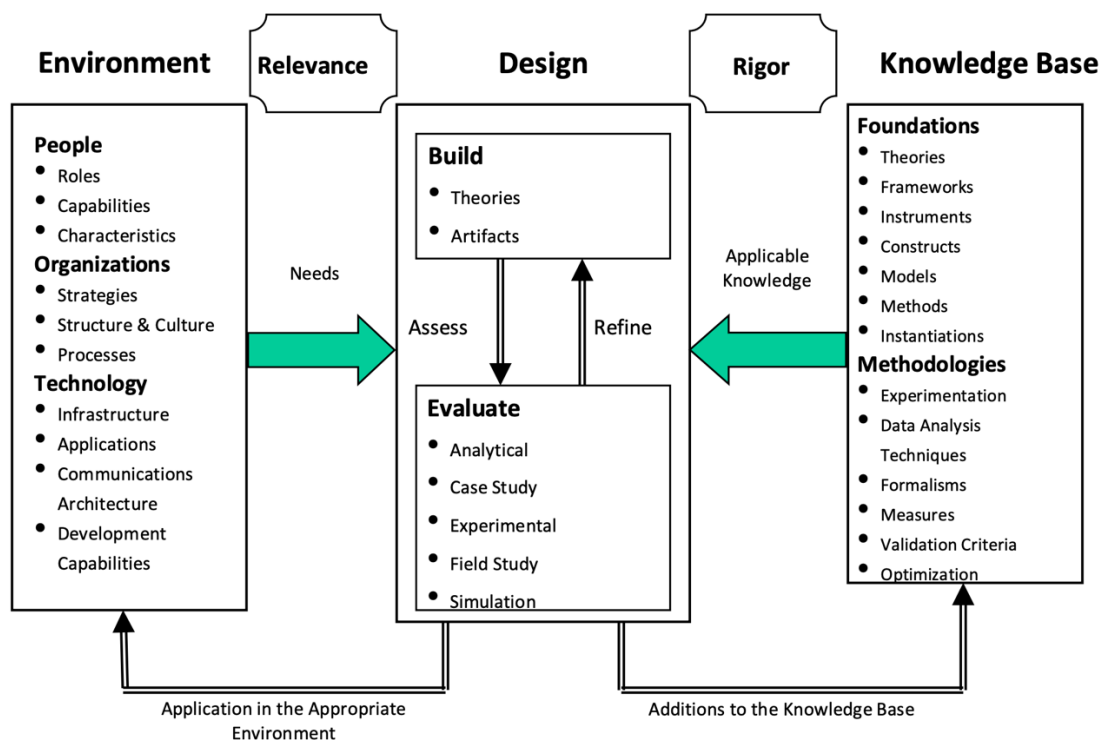 Environment
Relevance
Design
Rigor
Knowledge Base
People
• Roles
• Capabilities
• Characteristics
Organizations
• Strategies
• Structure & Culture
• Processes
Technology
• Infrastructure
• Applications
• Communications
Architecture
• Development
Capabilities
Needs
Build
• Theories
• Artifacts
Assess
Refine
Evaluate
• Analytical
• Case Study
• Experimental
• Field Study
• Simulation
Applicable
Knowledge
Foundations
• Theories
• Frameworks
• Instruments
• Constructs
• Models
• Methods
• Instantiations
Methodologies
• Experimentation
• Data Analysis
Techniques
• Formalisms
• Measures
• Validation Criteria
• Optimization
Application in the Appropriate
Environment
Additions to the Knowledge Base